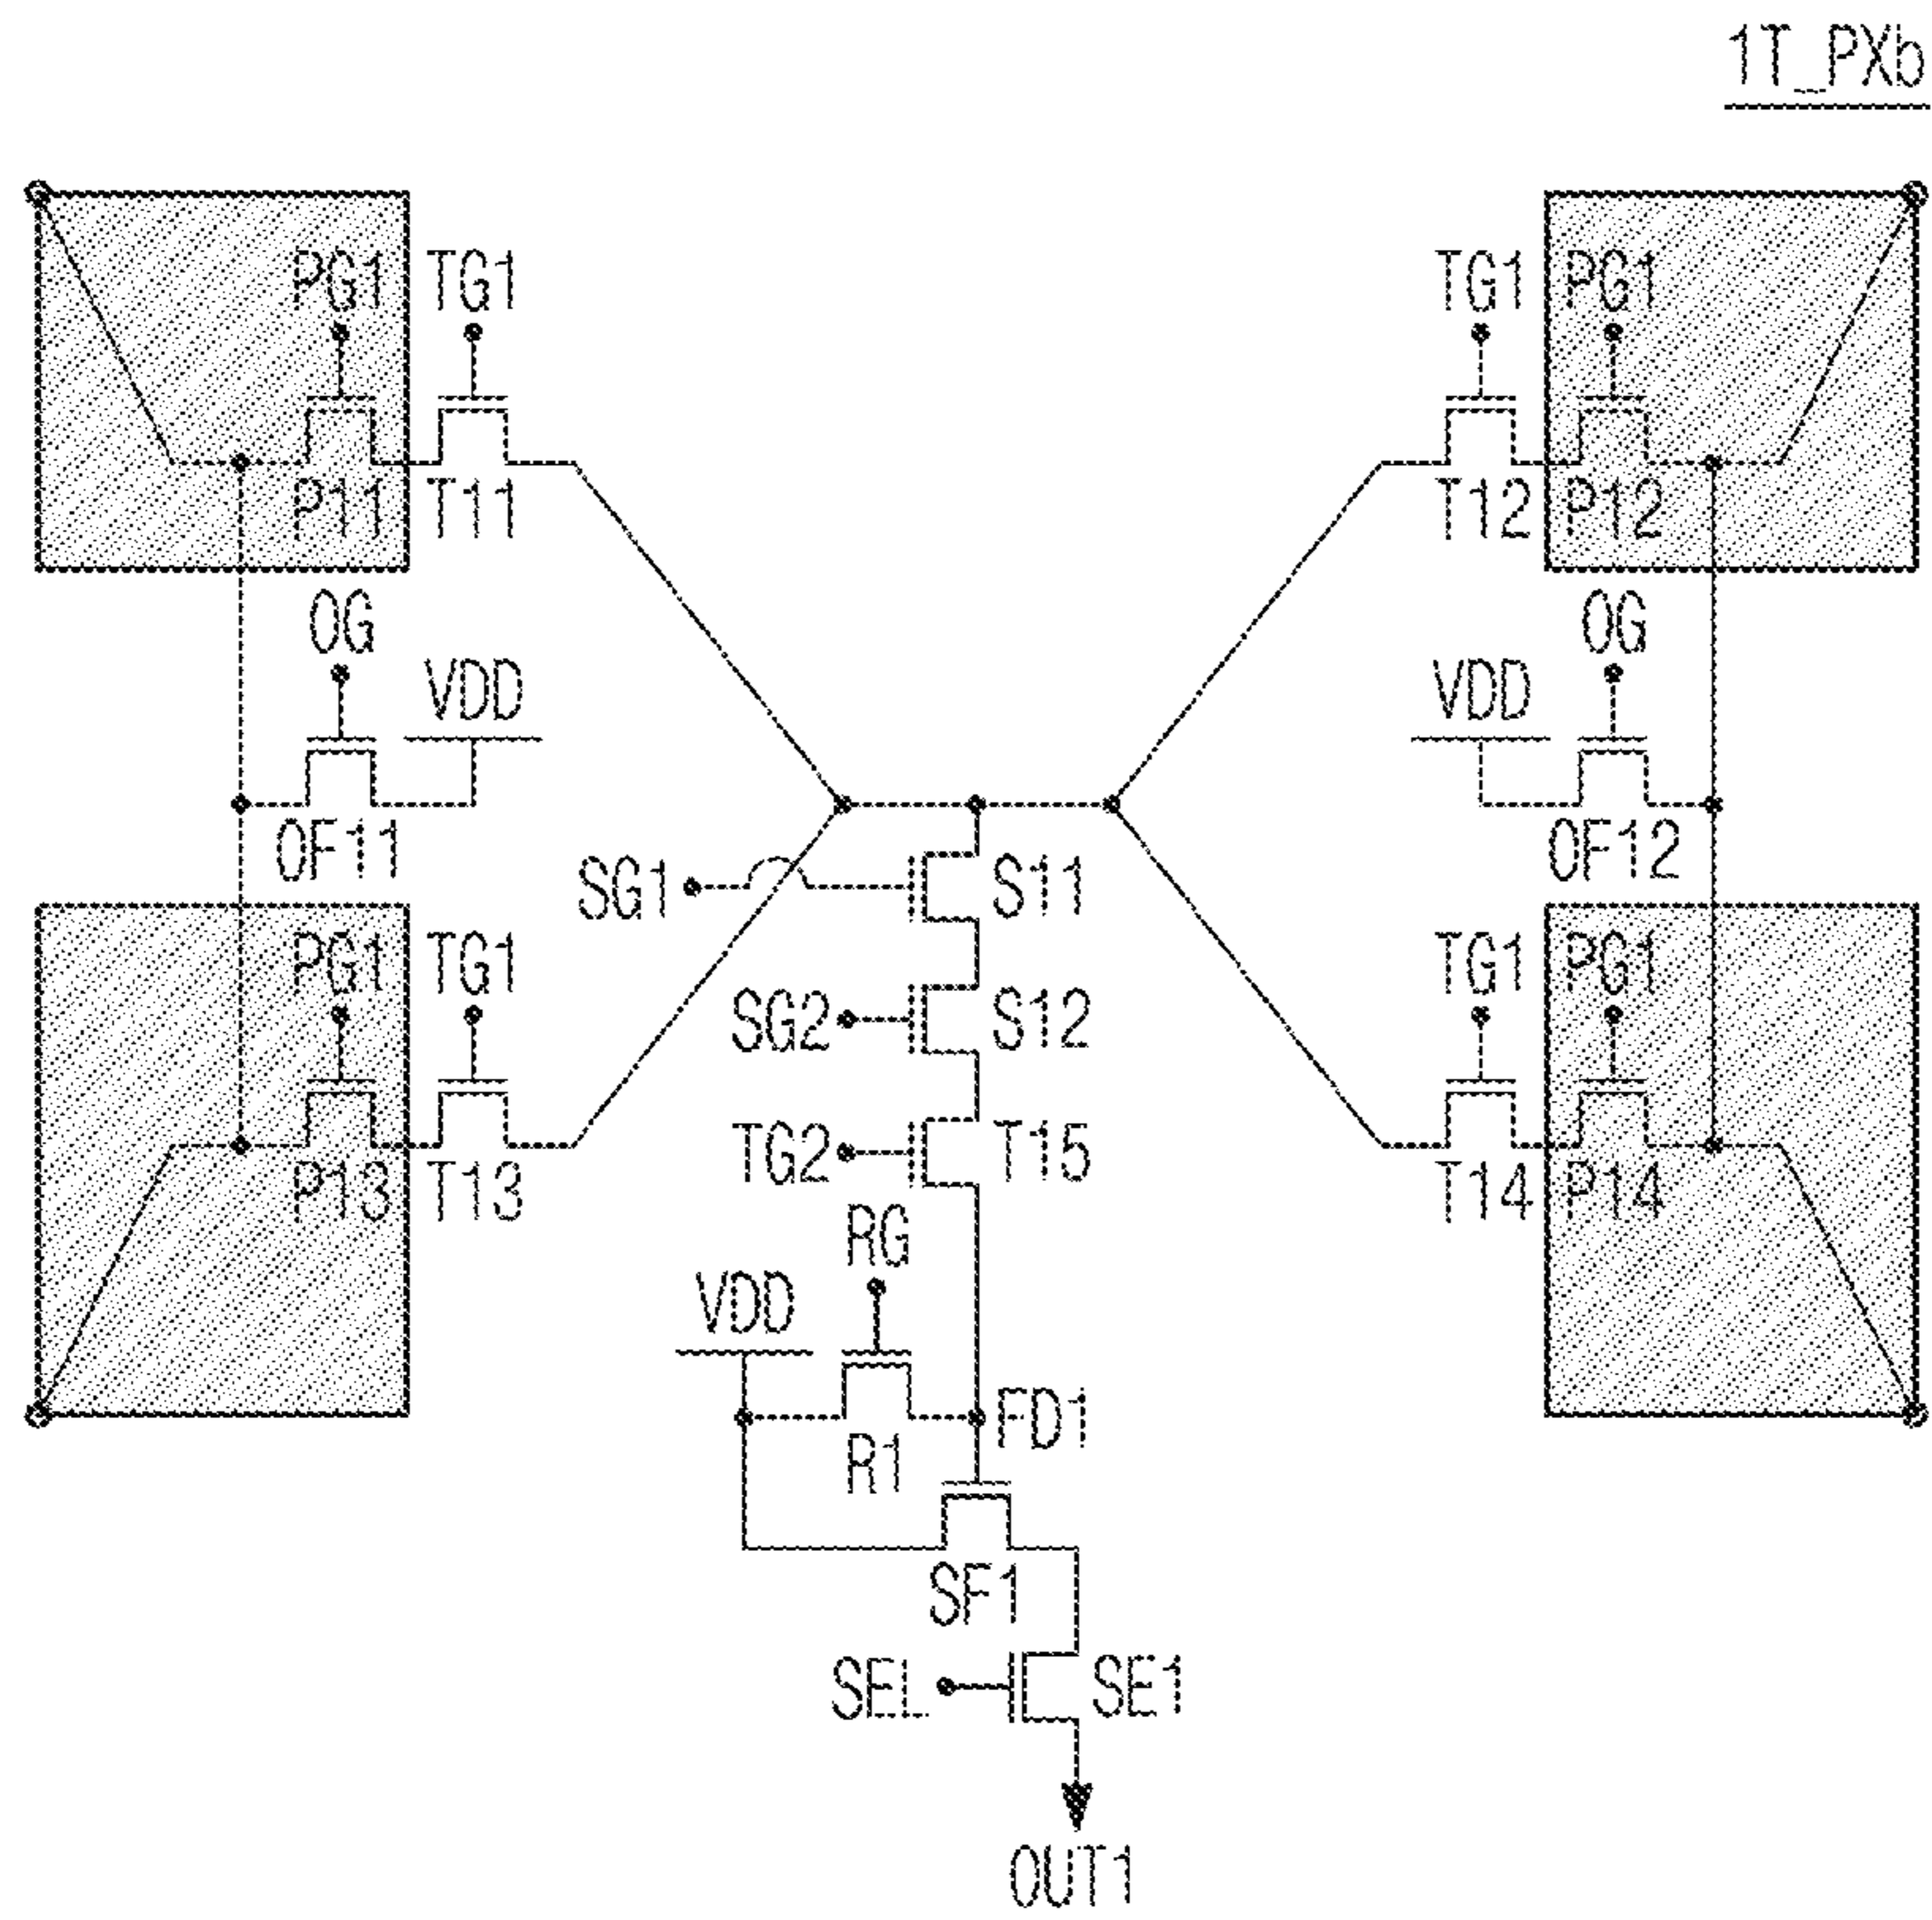 1T_PXb
PG1 TG1 TG1 PG1
P11 T11 T12 P12
OG OG
VDD VDD
OF11 OF12
SG1 S11
PG1 TG1 TG1 PG1
SG2 S12
TG2 T15
P13 T13 T14 P14
RG
VDD
FD1
R1
SF1
SEL SE1
OUT1